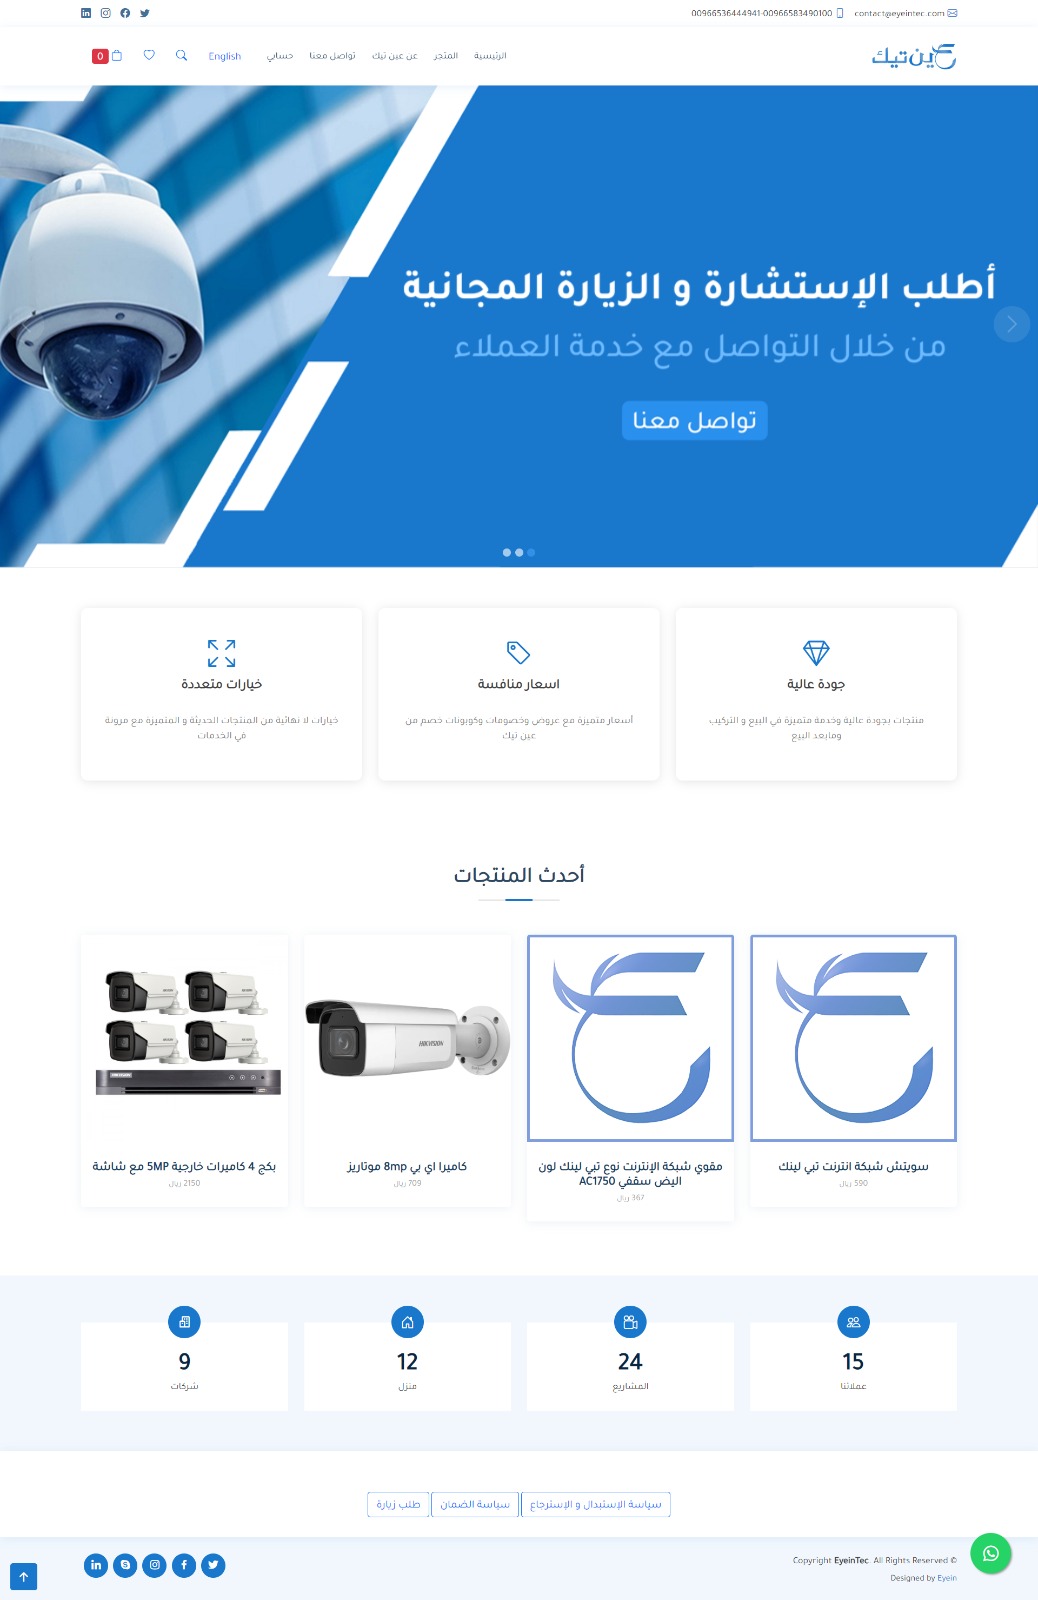 contact@eyeintec.com
00966536444941-00966583490100
عين تيك
الرئيسية
المتجر
عن عين تيك
تواصل معنا
حسابي
English
0
أطلب الإستشارة و الزيارة المجانية
من خلال التواصل مع خدمة العملاء
تواصل معنا
جودة عالية
منتجات بجودة عالية وخدمة متميزة في البيع و التركيب
ومابعد البيع
اسعار منافسة
أسعار متميزة مع عروض وخصومات وكوبونات خصم من
عين تيك
خيارات متعددة
خيارات لا نهائية من المنتجات الحديثة و المتميزة مع مرونة
في الخدمات
أحدث المنتجات
سويتش شبكة انترنت تبي لينك
590 ريال
مقوي شبكة الإنترنت نوع تبي لينك لون
اليض سقفي AC1750
367 ريال
HIKVISION
كاميرا اي بي 8mp موتاريز
709 ريال
بكج 4 كاميرات خارجية 5MP مع شاشة
2150 ريال
15
عملائنا
24
المشاريع
12
منزل
9
شركات
سياسة الإستبدال و الإسترجاع
سياسة الضمان
طلب زيارة
Copyright EyeinTec. All Rights Reserved ©
Designed by Eyein